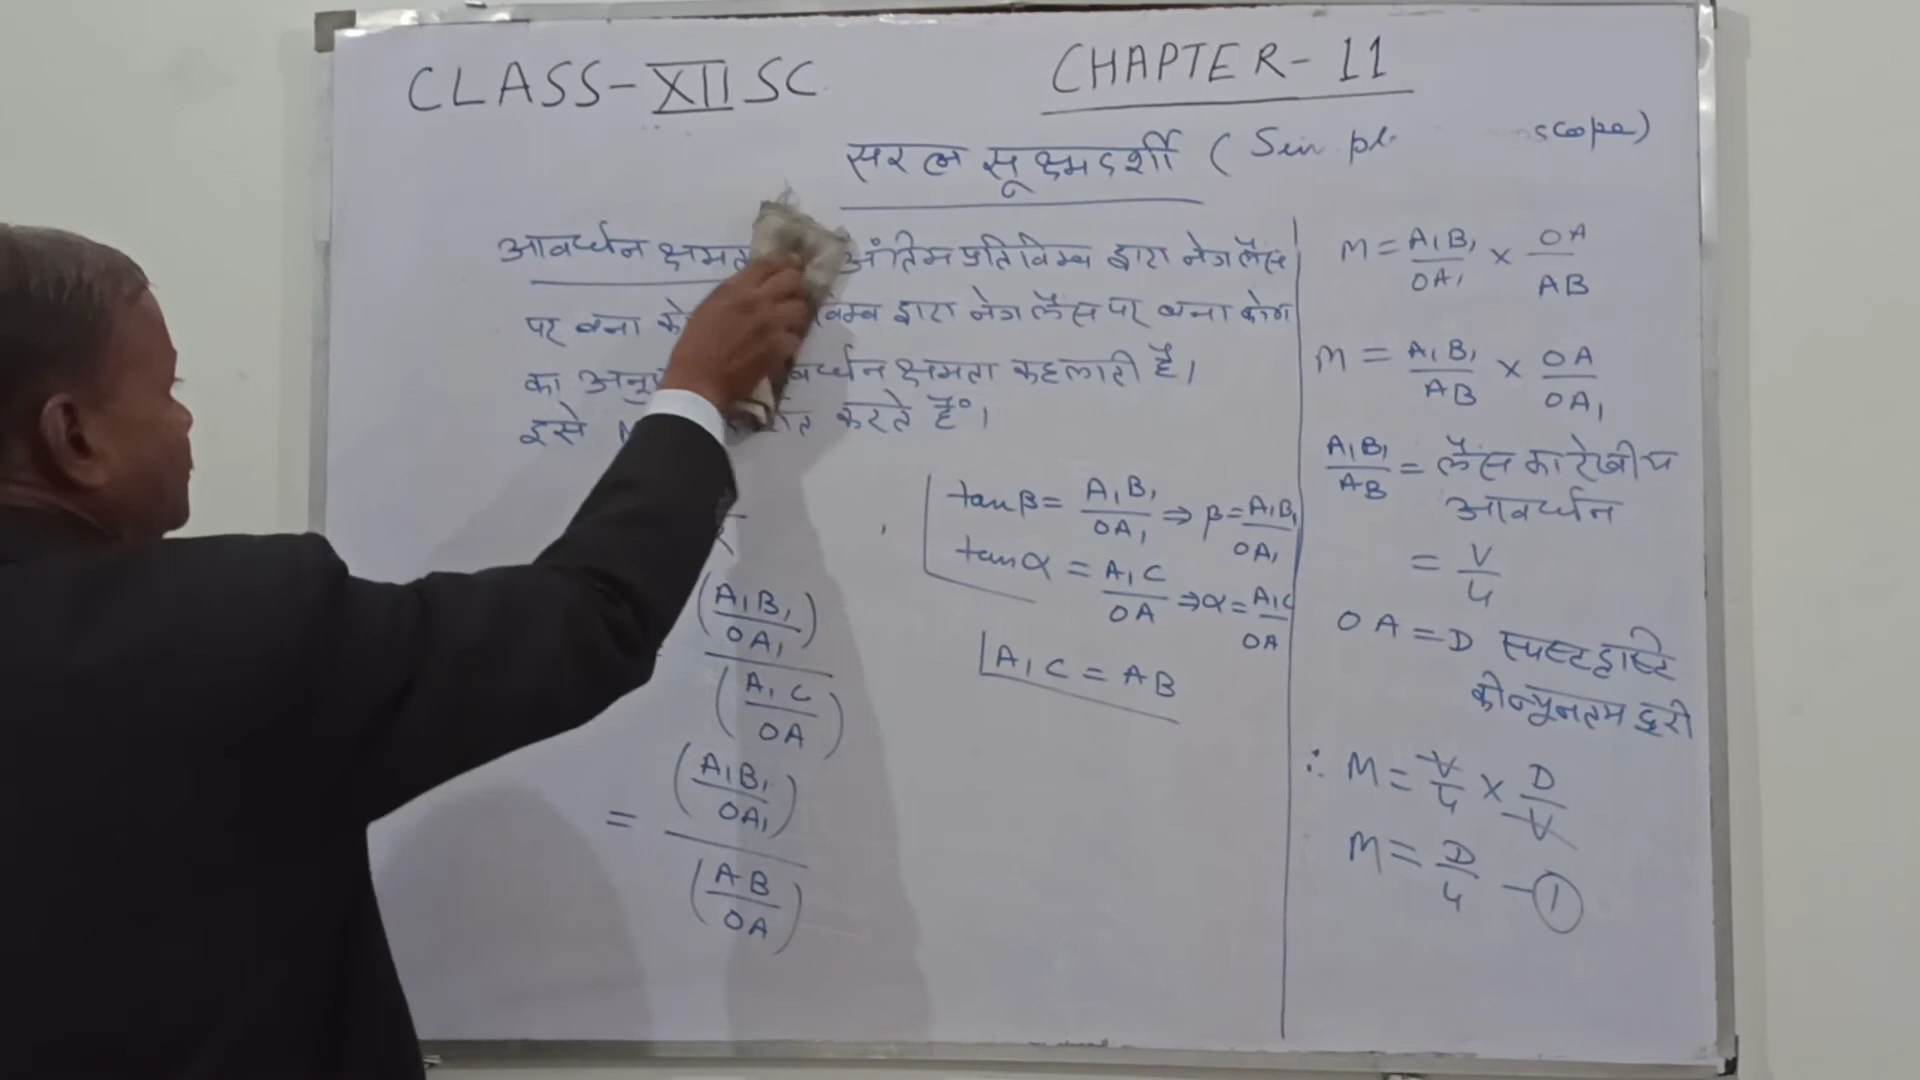 CLASS-XII SC
CHAPTER-11
सरल सूक्ष्मदर्शी ( Sim pl scope)
आवर्ध्धन क्षमत अंतिम प्रतिविम्ब द्वारा नेत्र लैंस
पर बना को विम्ब द्वारा नेत्र लैंस पर बना कोण
का अनुप वर्ध्धन क्षमता कहलाती है।
इसे M करते हैं।
(A₁B₁/OA₁)
(A₁C/OA)
= (A₁B₁/OA₁)
(AB/OA)
tanβ = A₁B₁/OA₁ ⇒ β = A₁B₁/OA₁
tanα = A₁C/OA ⇒ α = A₁C/OA
A₁C = AB
M = A₁B₁/OA₁ × OA/AB
M = A₁B₁/AB × OA/OA₁
A₁B₁/AB = लैंस का रेखीय
आवर्ध्धन
= V/u
OA = D स्पस्ट दृष्टि
की न्यूनतम दूरी
∴ M = V/u × D/V
M = D/u -①